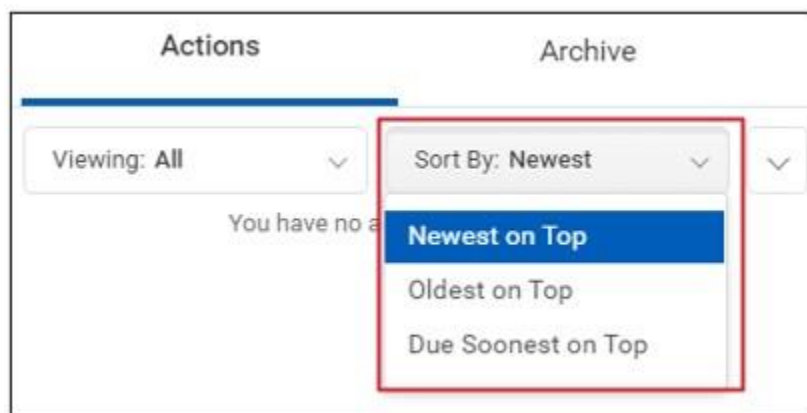 Actions Archive
Viewing: All Sort By: Newest
You have no a
Newest on Top
Oldest on Top
Due Soonest on Top